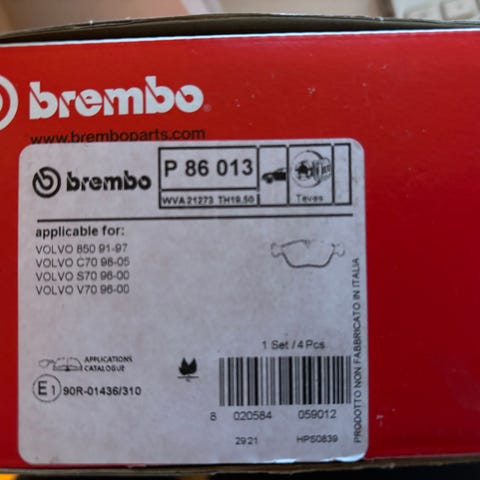 brembo®
www.bremboparts.com
brembo
P 86 013
WVA 21273 TH19,50
Teves
applicable for:
VOLVO 850 91-97
VOLVO C70 98-05
VOLVO S70 96-00
VOLVO V70 96-00
1 Set / 4 Pcs
APPLICATIONS
CATALOGUE
E1 90R-01436/310
8 020584 059012
2921 HPS0839
PRODOTTO NON FABBRICATO IN ITALIA